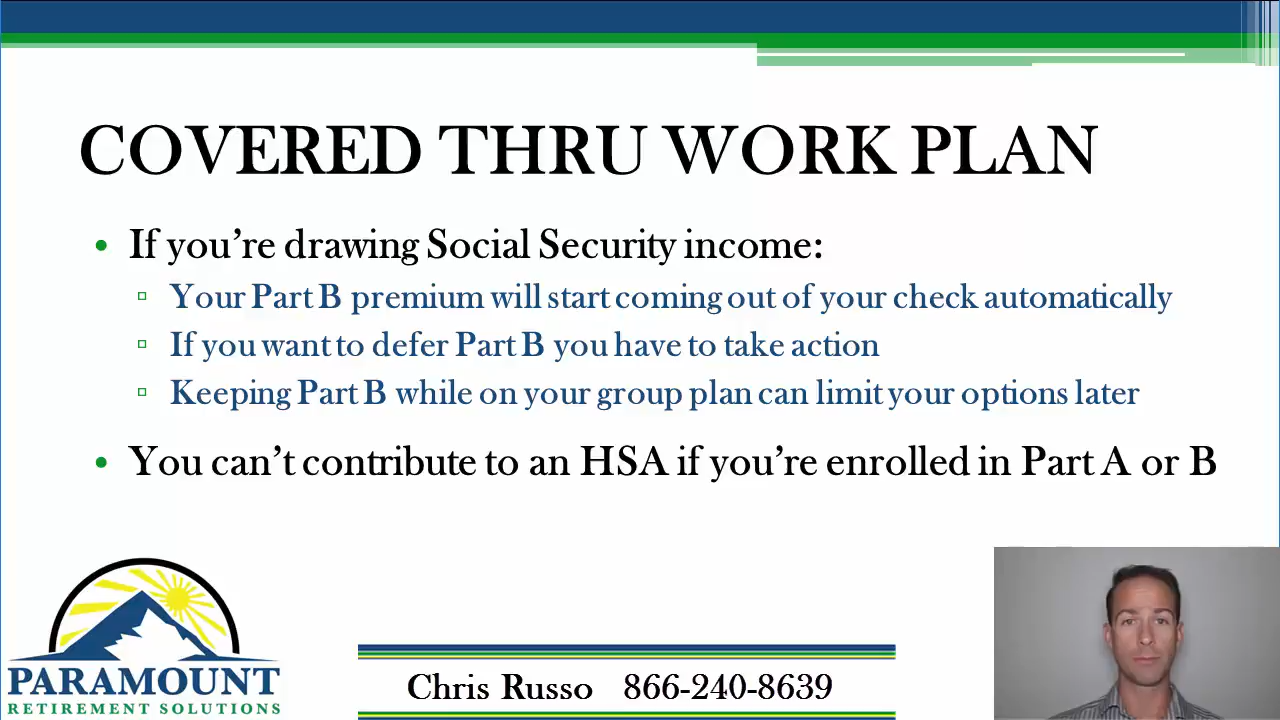 COVERED THRU WORK PLAN
• If you're drawing Social Security income:
▫ Your Part B premium will start coming out of your check automatically
▫ If you want to defer Part B you have to take action
▫ Keeping Part B while on your group plan can limit your options later
• You can't contribute to an HSA if you're enrolled in Part A or B
PARAMOUNT
RETIREMENT SOLUTIONS
Chris Russo 866-240-8639